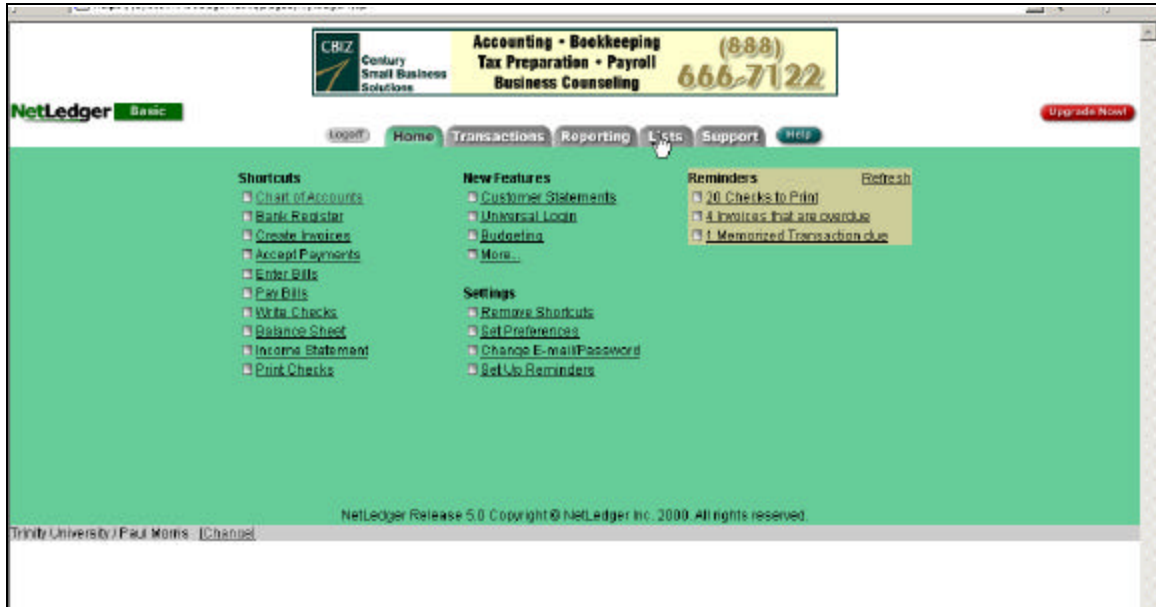 CBIZ
Century
Small Business
Solutions
Accounting - Bookkeeping
Tax Preparation - Payroll
Business Counseling
(888)
666-7122
NetLedger Basic
Upgrade Now!
Logoff Home Transactions Reporting Lists Support Help
Shortcuts
Chart of Accounts
Bank Register
Create Invoices
Accept Payments
Enter Bills
Pay Bills
Write Checks
Balance Sheet
Income Statement
Print Checks
New Features
Customer Statements
Universal Login
Budgeting
More...
Settings
Remove Shortcuts
Set Preferences
Change E-mail/Password
Set Up Reminders
Reminders Refresh
20 Checks to Print
4 Invoices that are overdue
1 Memorized Transaction due
NetLedger Release 5.0 Copyright © NetLedger Inc. 2000. All rights reserved.
Trinity University / Paul Morris [Change]